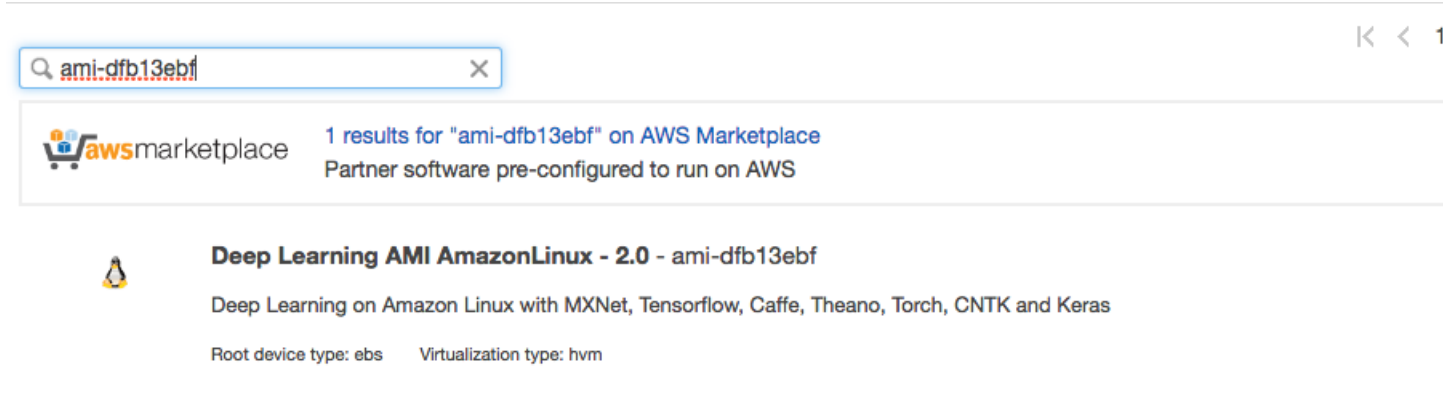 1
ami-dfb13ebf
awsmarketplace
1 results for "ami-dfb13ebf" on AWS Marketplace
Partner software pre-configured to run on AWS
Deep Learning AMI AmazonLinux - 2.0 - ami-dfb13ebf
Deep Learning on Amazon Linux with MXNet, Tensorflow, Caffe, Theano, Torch, CNTK and Keras
Root device type: ebs Virtualization type: hvm